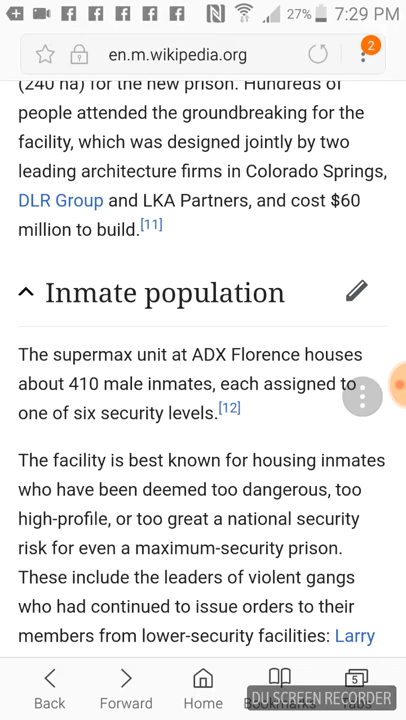 27% 7:29 PM
en.m.wikipedia.org
2
(240 ha) for the new prison. Hundreds of
people attended the groundbreaking for the
facility, which was designed jointly by two
leading architecture firms in Colorado Springs,
DLR Group and LKA Partners, and cost $60
million to build.[11]
Inmate population
The supermax unit at ADX Florence houses
about 410 male inmates, each assigned to
one of six security levels.[12]
The facility is best known for housing inmates
who have been deemed too dangerous, too
high-profile, or too great a national security
risk for even a maximum-security prison.
These include the leaders of violent gangs
who had continued to issue orders to their
members from lower-security facilities: Larry
5
Back Forward Home Bookmarks Tabs
DU SCREEN RECORDER